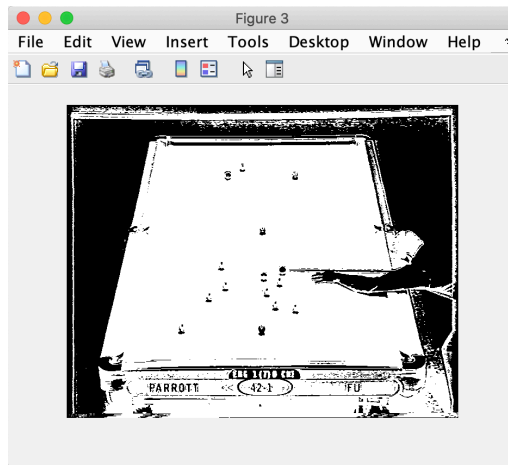 Figure 3
File Edit View Insert Tools Desktop Window Help
PARROTT << 42-1 FU